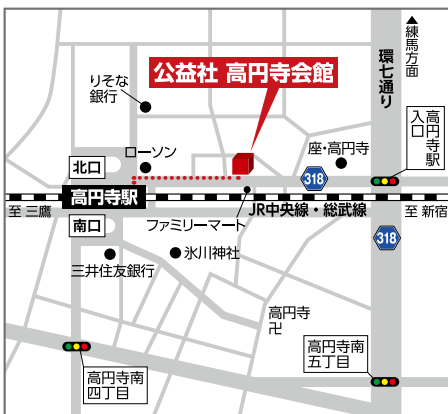 ▲練馬方面
環七通り
公益社 高円寺会館
りそな
銀行
高円寺駅
入口
ローソン
座・高円寺
北口
318
高円寺駅
至 三鷹
ファミリーマート
JR中央線・総武線
至 新宿
南口
318
氷川神社
三井住友銀行
高円寺
卍
高円寺南
五丁目
高円寺南
四丁目